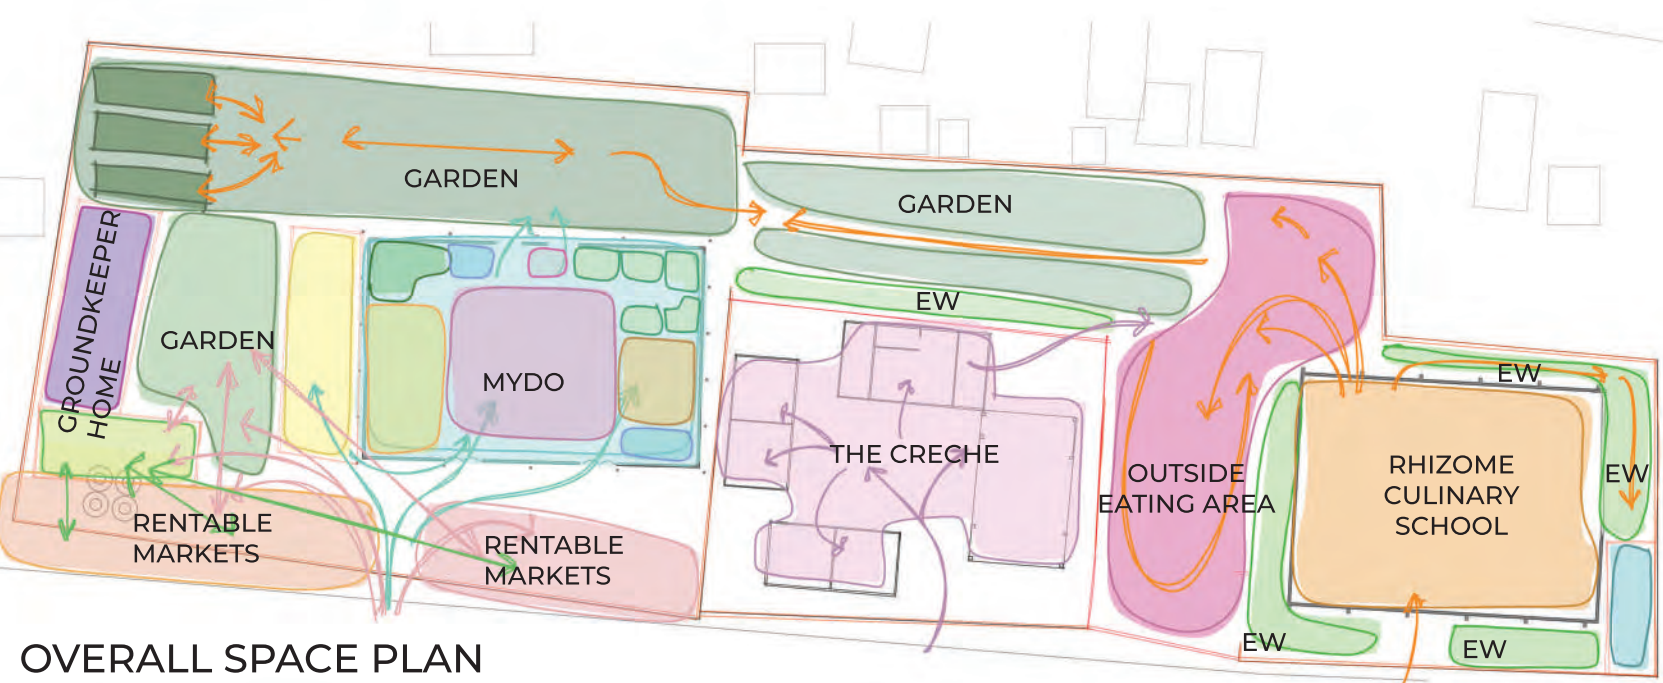 GARDEN
GARDEN
GROUNDKEEPER
HOME
GARDEN
EW
MYDO
EW
THE CRECHE
OUTSIDE
EATING AREA
RHIZOME
CULINARY
SCHOOL
EW
RENTABLE
MARKETS
RENTABLE
MARKETS
EW
EW
OVERALL SPACE PLAN